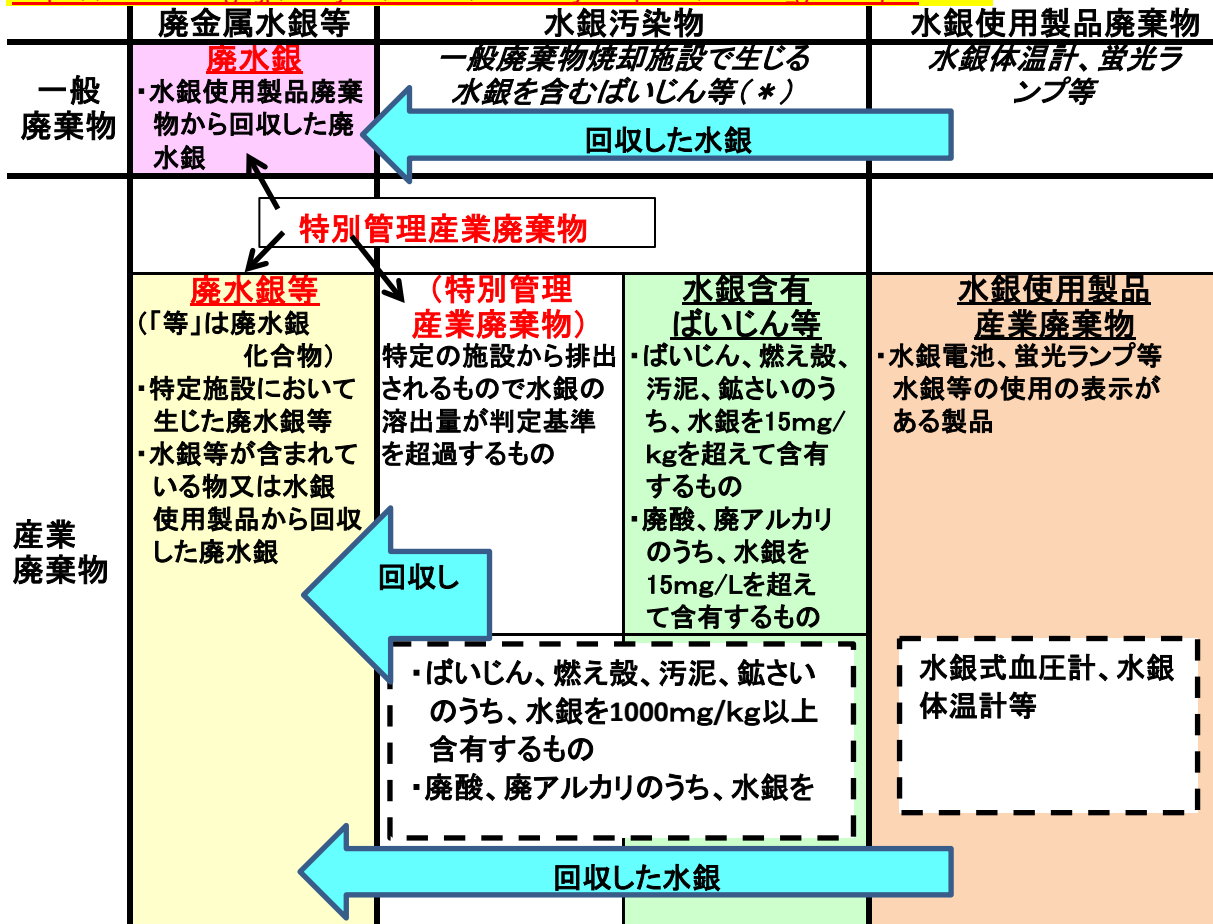 廃金属水銀等
水銀汚染物
水銀使用製品廃棄物
一般
廃棄物
廃水銀
・水銀使用製品廃棄
物から回収した廃
水銀
一般廃棄物焼却施設で生じる
水銀を含むばいじん等(＊)
水銀体温計、蛍光ラ
ンプ等
回収した水銀
特別管理産業廃棄物
産業
廃棄物
廃水銀等
(「等」は廃水銀
化合物)
・特定施設において
生じた廃水銀等
・水銀等が含まれて
いる物又は水銀
使用製品から回収
した廃水銀
(特別管理
産業廃棄物)
特定の施設から排出
されるもので水銀の
溶出量が判定基準
を超過するもの
水銀含有
ばいじん等
・ばいじん、燃え殻、
汚泥、鉱さいのう
ち、水銀を15mg/
kgを超えて含有
するもの
・廃酸、廃アルカリ
のうち、水銀を
15mg/Lを超え
て含有するもの
水銀使用製品
産業廃棄物
・水銀電池、蛍光ランプ等
水銀等の使用の表示が
ある製品
回収し
・ばいじん、燃え殻、汚泥、鉱さい
のうち、水銀を1000mg/kg以上
含有するもの
・廃酸、廃アルカリのうち、水銀を
水銀式血圧計、水銀
体温計等
回収した水銀